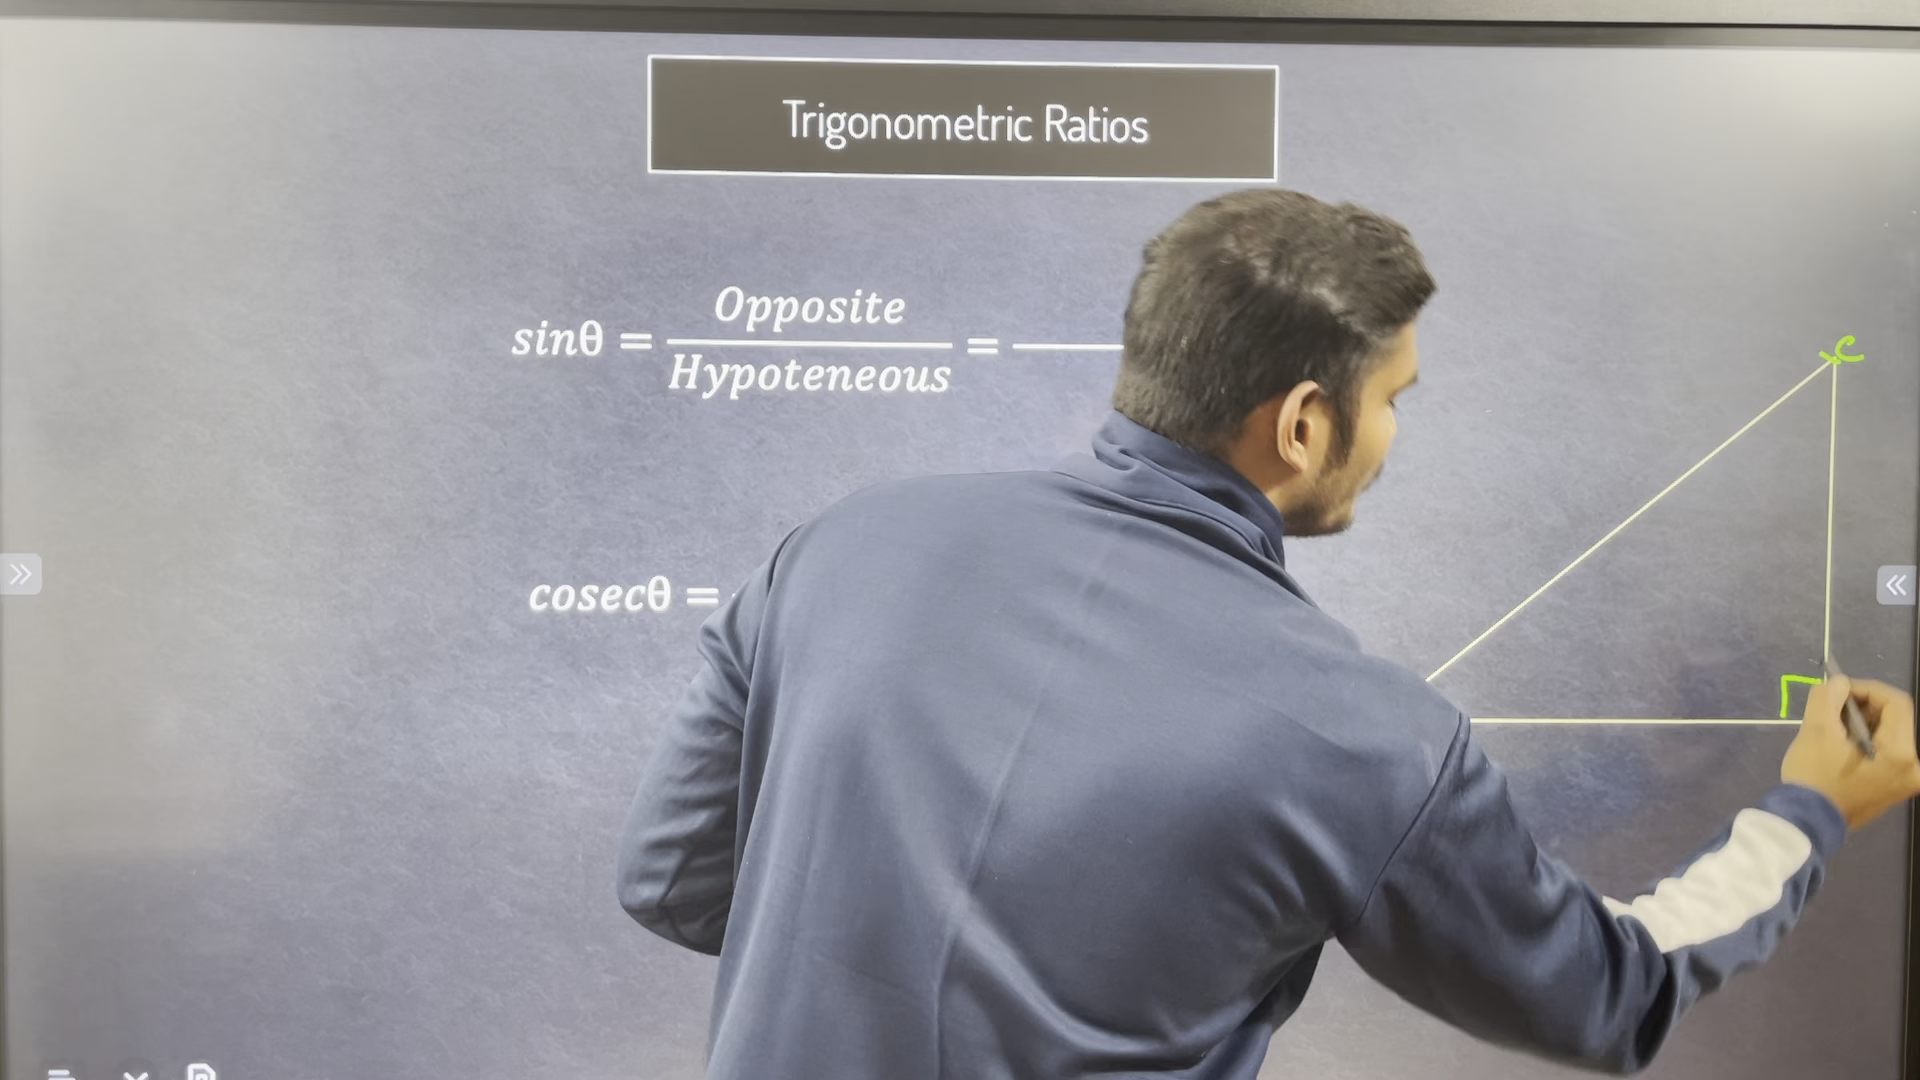 Trigonometric Ratios
sinθ = Opposite / Hypoteneous =
C
cosecθ =